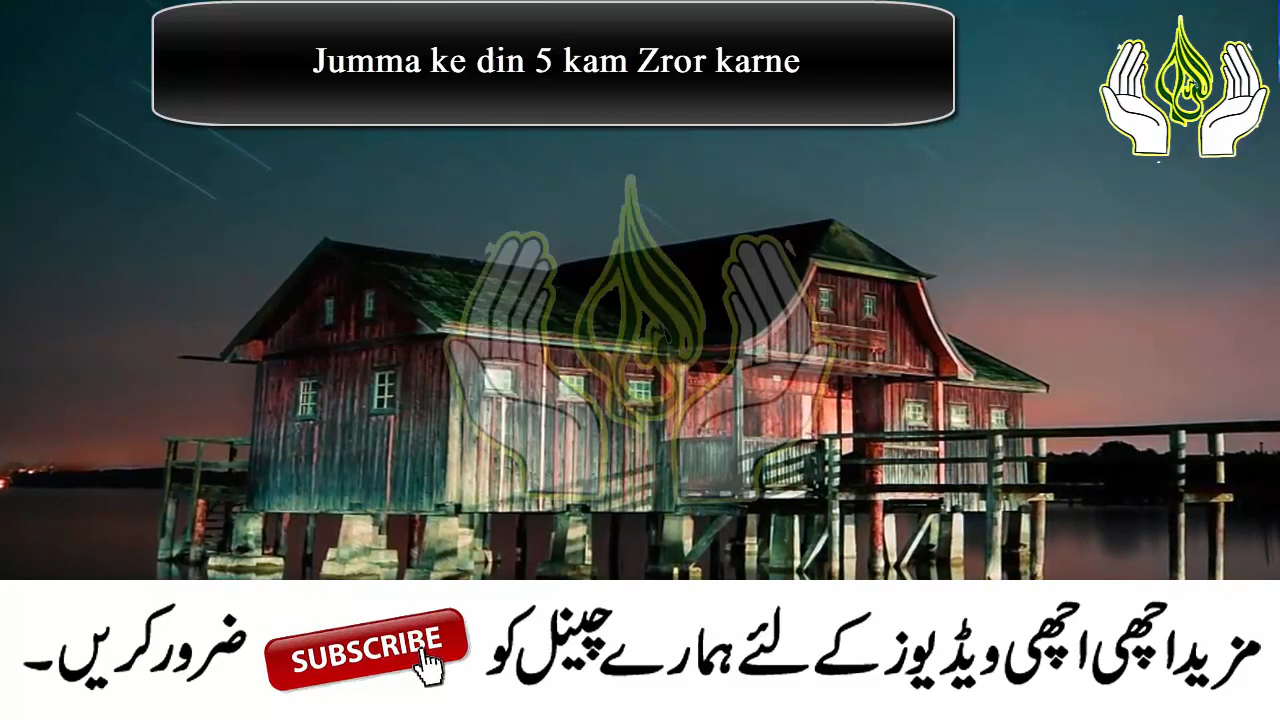 Jumma ke din 5 kam Zror karne
مزید اچھی اچھی ویڈیوز کے لئے ہمارے چینل کو SUBSCRIBE ضرور کریں۔